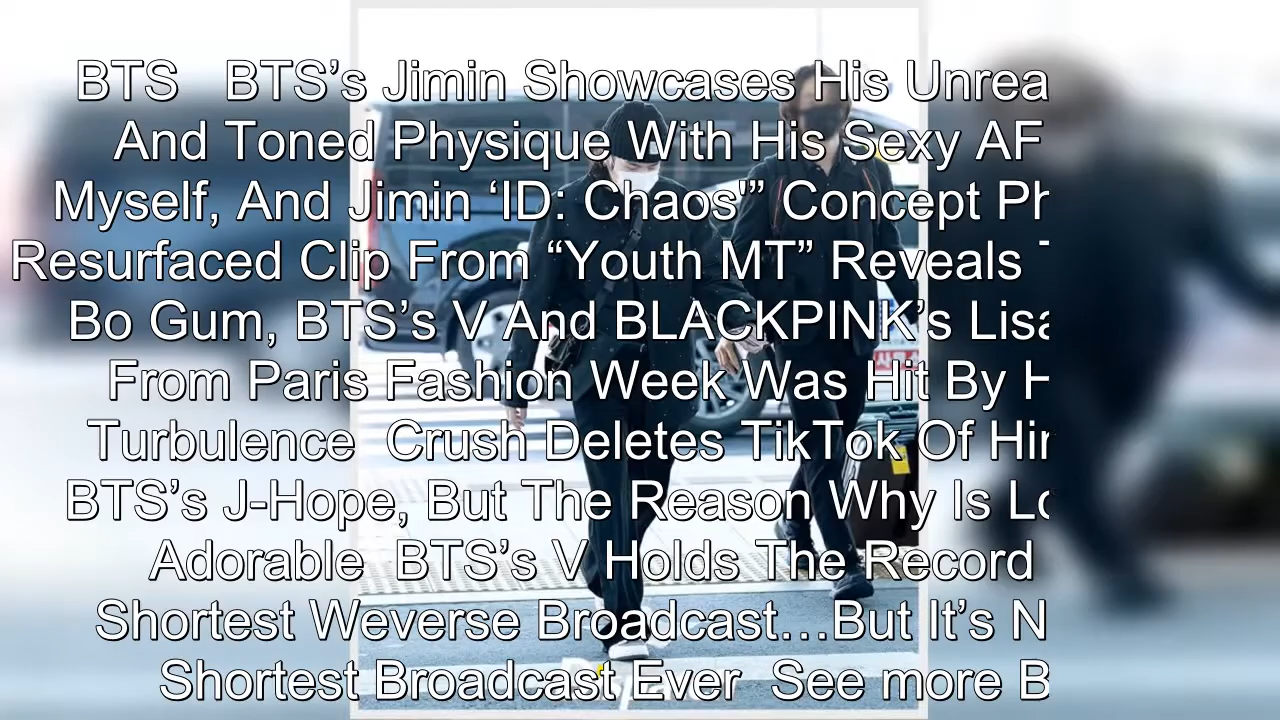 BTS BTS’s Jimin Showcases His Unrea
And Toned Physique With His Sexy AF
Myself, And Jimin ‘ID: Chaos'” Concept Ph
Resurfaced Clip From “Youth MT” Reveals
Bo Gum, BTS’s V And BLACKPINK’s Lisa
From Paris Fashion Week Was Hit By H
Turbulence Crush Deletes TikTok Of Him
BTS’s J-Hope, But The Reason Why Is Lo
Adorable BTS’s V Holds The Record
Shortest Weverse Broadcast…But It’s N
Shortest Broadcast Ever See more B